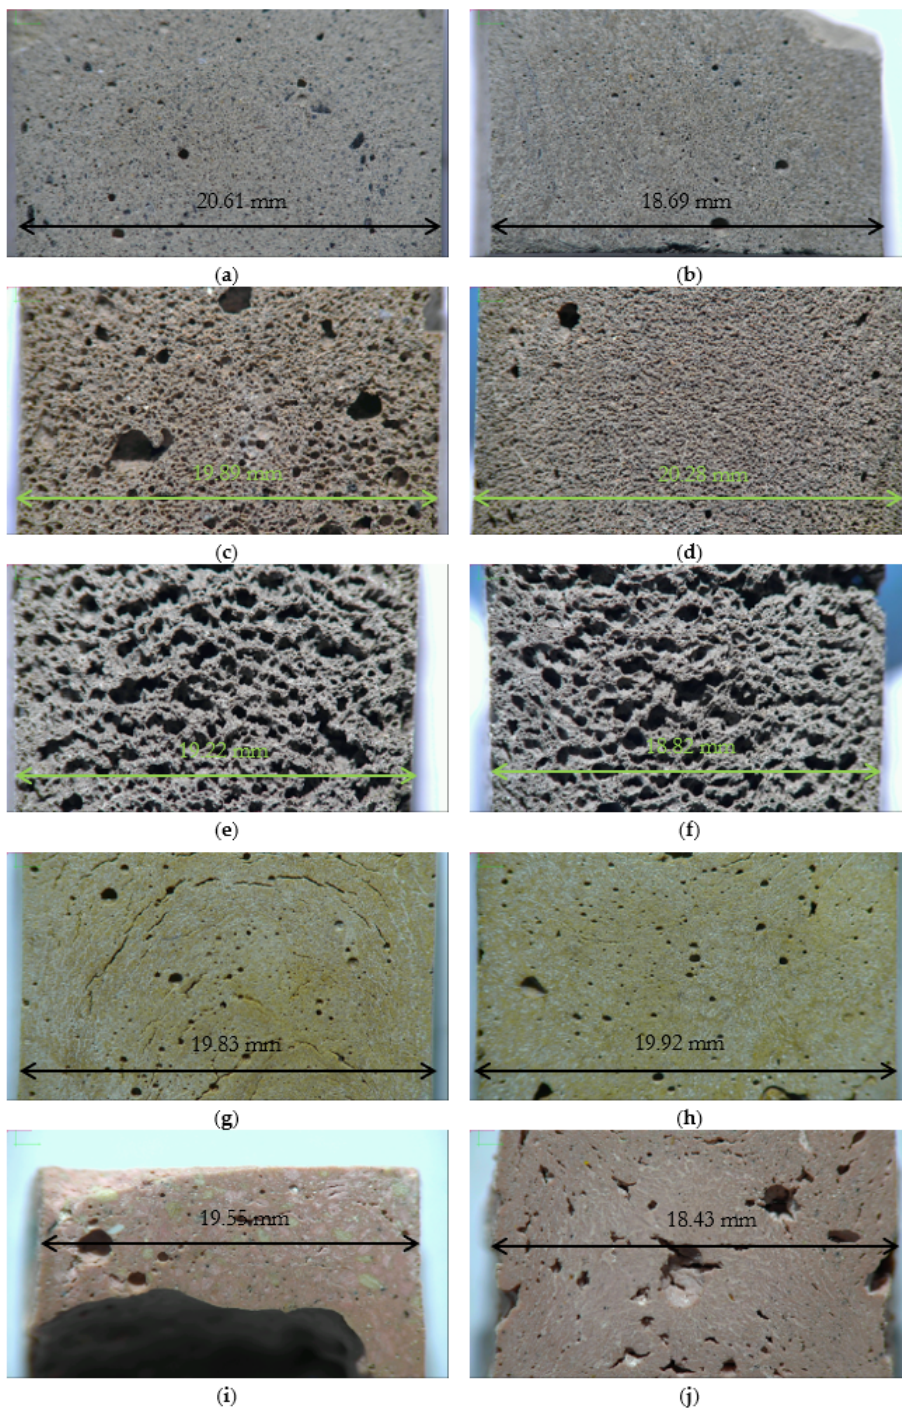 20.61 mm
18.69 mm
(a)
(b)
19.89 mm
20.28 mm
(c)
(d)
19.22 mm
18.82 mm
(e)
(f)
19.83 mm
19.92 mm
(g)
(h)
19.55 mm
18.43 mm
(i)
(j)